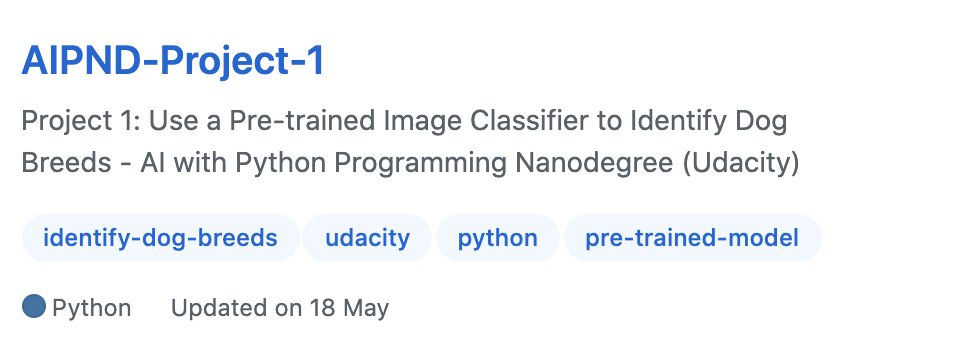 AIPND-Project-1
Project 1: Use a Pre-trained Image Classifier to Identify Dog
Breeds - AI with Python Programming Nanodegree (Udacity)
identify-dog-breeds udacity python pre-trained-model
Python Updated on 18 May